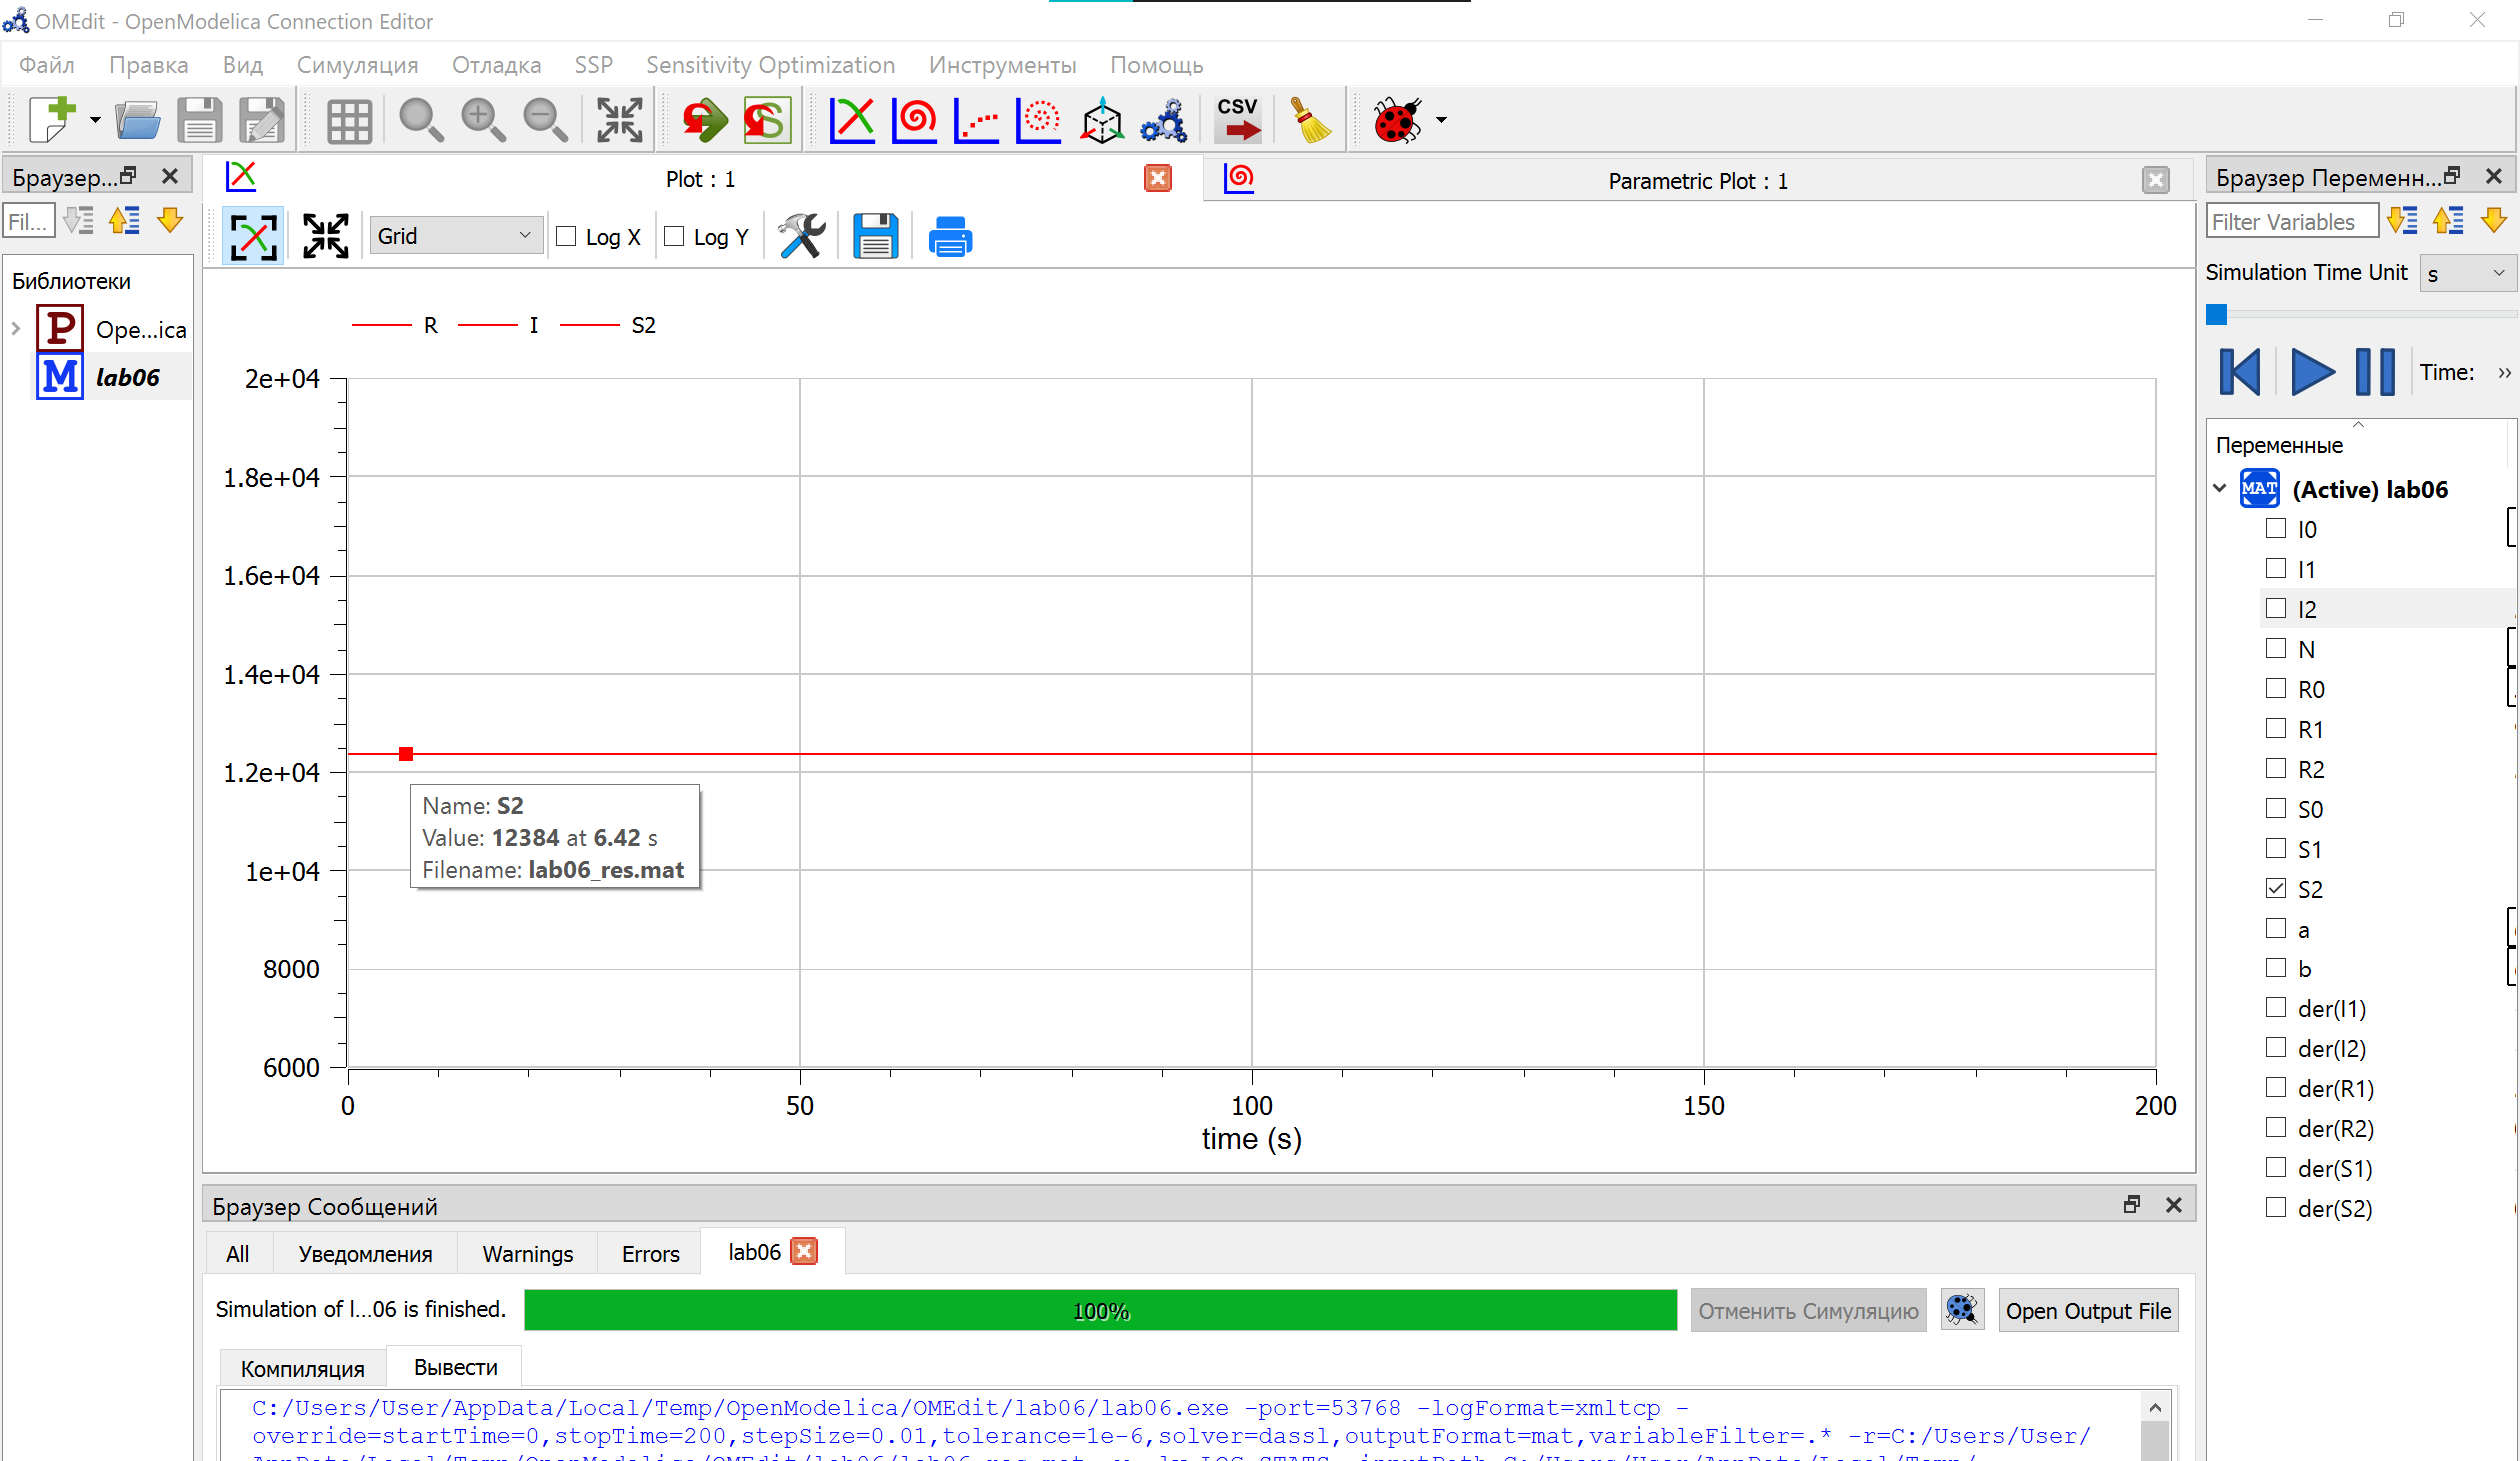 OMEdit - OpenModelica Connection Editor
Файл Правка Вид Симуляция Отладка SSP Sensitivity Optimization Инструменты Помощь
CSV
Браузер...
Plot : 1
Parametric Plot : 1
Браузер Переменн...
Fil...
Grid
Log X
Log Y
Filter Variables
Simulation Time Unit
s
Библиотеки
P
Ope...ica
M
lab06
R I S2
Time: »
Переменные
MAT
(Active) lab06
I0
I1
I2
N
R0
R1
R2
S0
S1
S2
a
b
der(I1)
der(I2)
der(R1)
der(R2)
der(S1)
der(S2)
2e+04
1.8e+04
1.6e+04
1.4e+04
1.2e+04
1e+04
8000
6000
Name: S2
Value: 12384 at 6.42 s
Filename: lab06_res.mat
0 50 100 150 200
time (s)
Браузер Сообщений
All Уведомления Warnings Errors lab06
Simulation of l...06 is finished.
100%
Отменить Симуляцию
Open Output File
Компиляция Вывести
C:/Users/User/AppData/Local/Temp/OpenModelica/OMEdit/lab06/lab06.exe -port=53768 -logFormat=xmltcp -
override=startTime=0,stopTime=200,stepSize=0.01,tolerance=1e-6,solver=dassl,outputFormat=mat,variableFilter=.* -r=C:/Users/User/